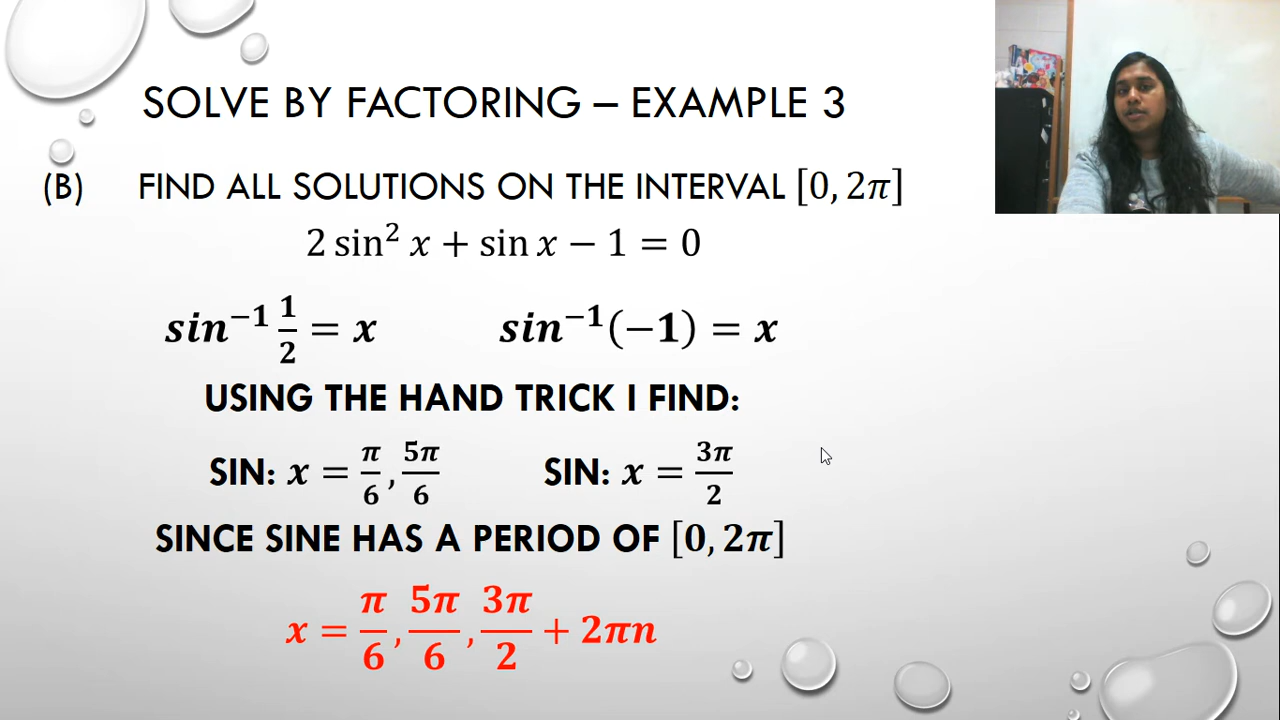 SOLVE BY FACTORING – EXAMPLE 3
(B) FIND ALL SOLUTIONS ON THE INTERVAL [0, 2π]
2 sin² x + sin x − 1 = 0
sin⁻¹ 1/2 = x sin⁻¹(−1) = x
USING THE HAND TRICK I FIND:
SIN: x = π/6, 5π/6 SIN: x = 3π/2
SINCE SINE HAS A PERIOD OF [0, 2π]
x = π/6, 5π/6, 3π/2 + 2πn